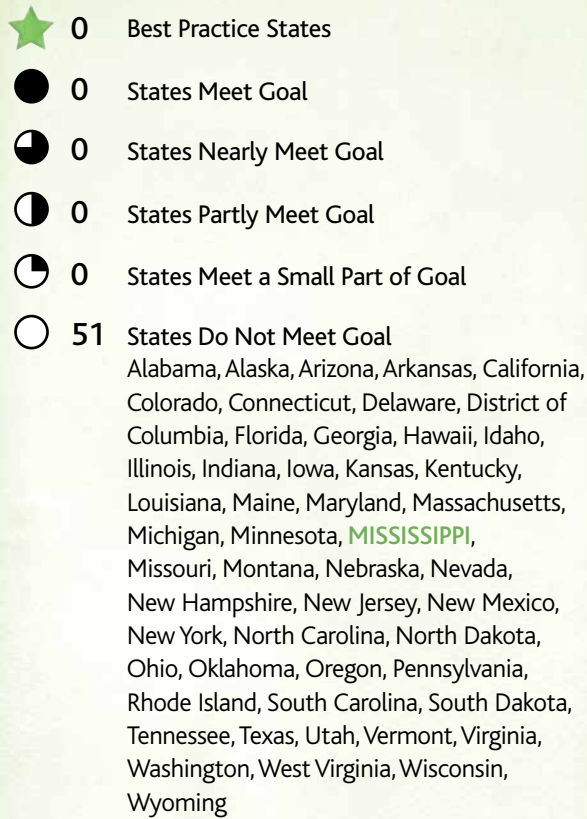 0 Best Practice States
0 States Meet Goal
0 States Nearly Meet Goal
0 States Partly Meet Goal
0 States Meet a Small Part of Goal
51 States Do Not Meet Goal
Alabama, Alaska, Arizona, Arkansas, California,
Colorado, Connecticut, Delaware, District of
Columbia, Florida, Georgia, Hawaii, Idaho,
Illinois, Indiana, Iowa, Kansas, Kentucky,
Louisiana, Maine, Maryland, Massachusetts,
Michigan, Minnesota, MISSISSIPPI,
Missouri, Montana, Nebraska, Nevada,
New Hampshire, New Jersey, New Mexico,
New York, North Carolina, North Dakota,
Ohio, Oklahoma, Oregon, Pennsylvania,
Rhode Island, South Carolina, South Dakota,
Tennessee, Texas, Utah, Vermont, Virginia,
Washington, West Virginia, Wisconsin,
Wyoming